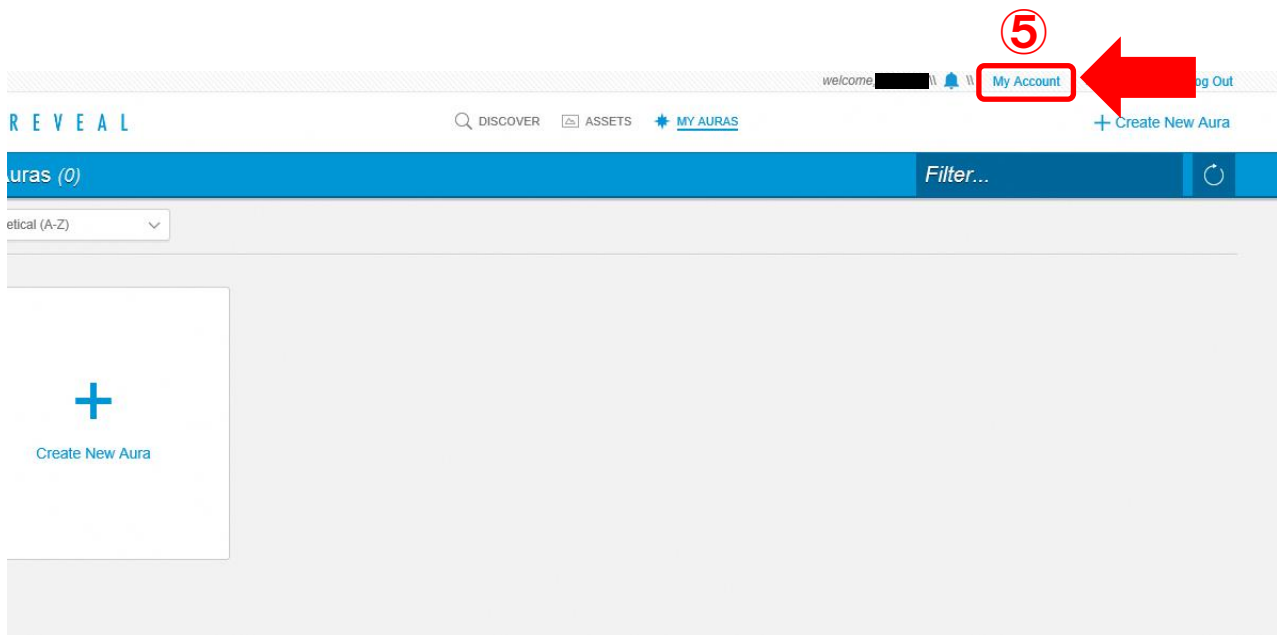 ⑤
welcome, \\ \\ My Account og Out
REVEAL DISCOVER ASSETS MY AURAS Create New Aura
uras (0) Filter...
etical (A-Z)
Create New Aura